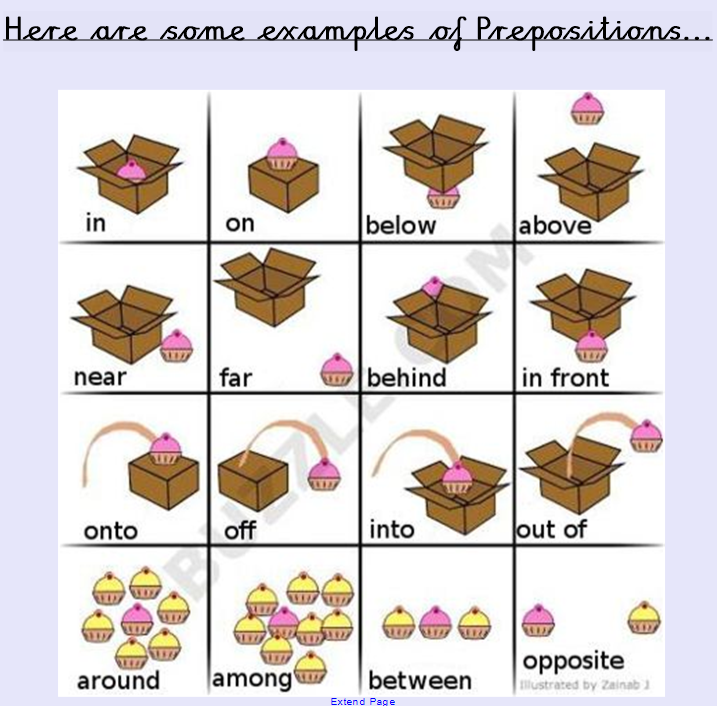 Here are some examples of Prepositions...
in on below above
near far behind in front
onto off into out of
around among between opposite
Illustrated by Zainab J
BUZZLE.COM
Extend Page